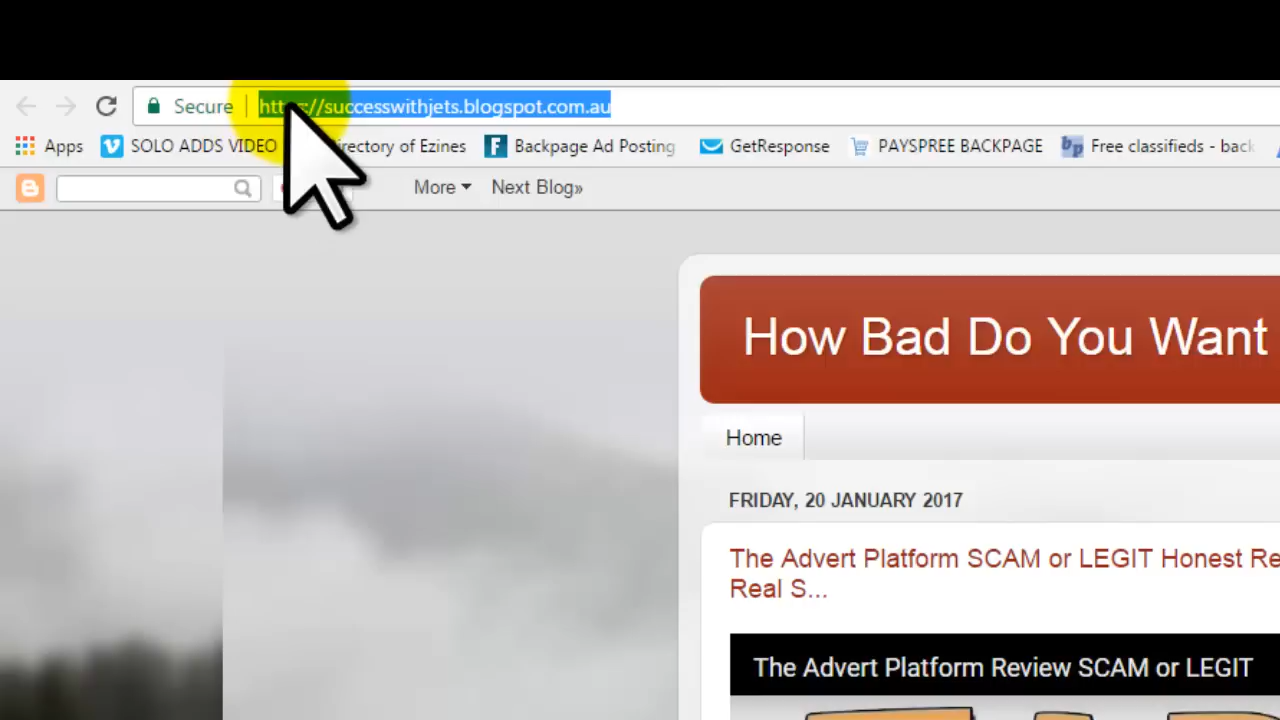 Secure https://successwithjets.blogspot.com.au
Apps SOLO ADDS VIDEO Directory of Ezines Backpage Ad Posting GetResponse PAYSPREE BACKPAGE Free classifieds - back
More Next Blog»
How Bad Do You Want
Home
FRIDAY, 20 JANUARY 2017
The Advert Platform SCAM or LEGIT Honest Re
Real S...
The Advert Platform Review SCAM or LEGIT